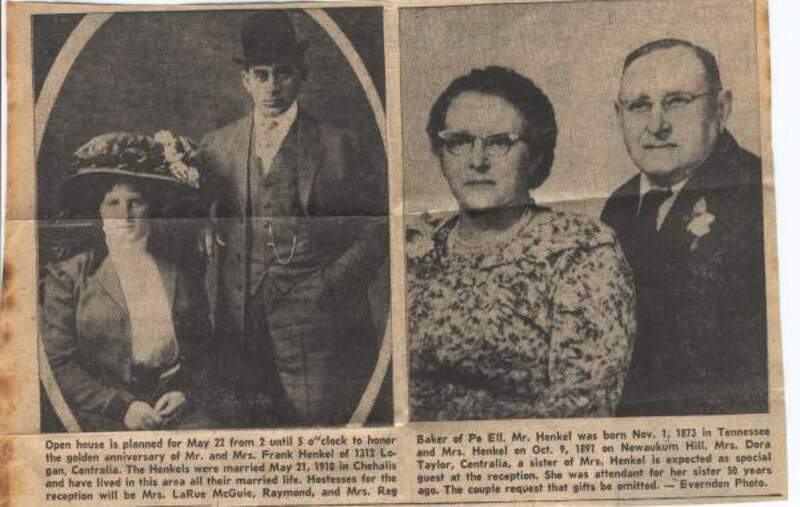 Open house is planned for May 22 from 2 until 5 o"clock to honor
the golden anniversary of Mr. and Mrs. Frank Henkel of 1312 Lo-
gan, Centralia. The Henkels were married May 21, 1910 in Chehalis
and have lived in this area all their married life. Hostesses for the
reception will be Mrs. LaRue McGuie, Raymond, and Mrs. Reg
Baker of Pe Ell. Mr. Henkel was born Nov. 1, 1873 in Tennessee
and Mrs. Henkel on Oct. 9, 1891 on Newaukum Hill. Mrs. Dora
Taylor, Centralia, a sister of Mrs. Henkel is expected as special
guest at the reception. She was attendant for her sister 50 years
ago. The couple request that gifts be omitted. — Evernden Photo.